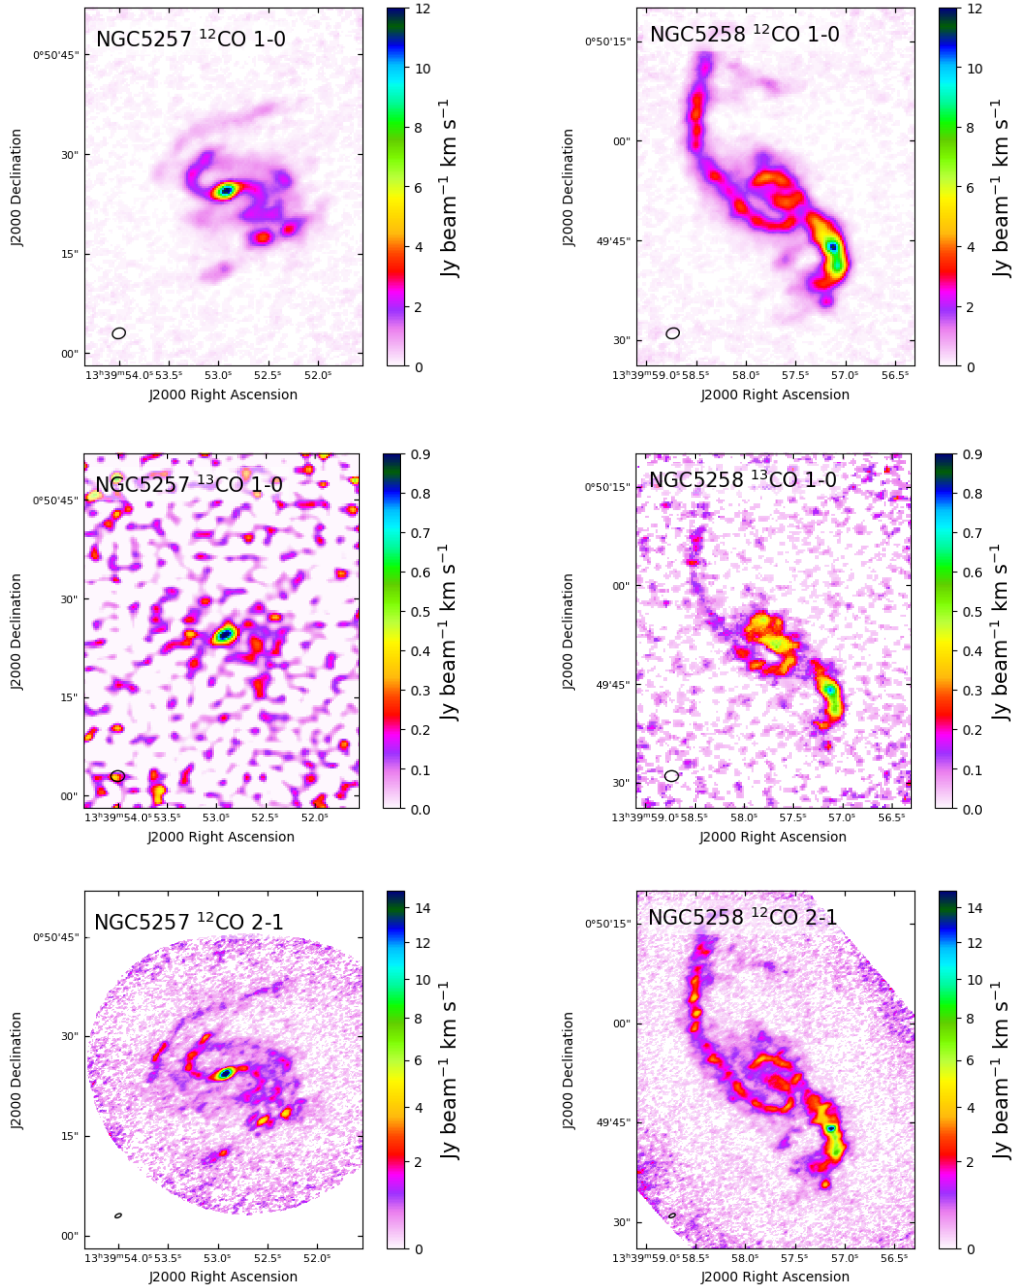 NGC5257 ¹²CO 1-0
12
10
8
6
4
2
0
Jy beam⁻¹ km s⁻¹
0°50'45"
30"
15"
00"
J2000 Declination
13ʰ39ᵐ54.0ˢ 53.5ˢ 53.0ˢ 52.5ˢ 52.0ˢ
J2000 Right Ascension
NGC5258 ¹²CO 1-0
12
10
8
6
4
2
0
Jy beam⁻¹ km s⁻¹
0°50'15"
00"
49'45"
30"
J2000 Declination
13ʰ39ᵐ59.0ˢ 58.5ˢ 58.0ˢ 57.5ˢ 57.0ˢ 56.5ˢ
J2000 Right Ascension
NGC5257 ¹³CO 1-0
0.9
0.8
0.7
0.6
0.5
0.4
0.3
0.2
0.1
0.0
Jy beam⁻¹ km s⁻¹
0°50'45"
30"
15"
00"
J2000 Declination
13ʰ39ᵐ54.0ˢ 53.5ˢ 53.0ˢ 52.5ˢ 52.0ˢ
J2000 Right Ascension
NGC5258 ¹³CO 1-0
0.9
0.8
0.7
0.6
0.5
0.4
0.3
0.2
0.1
0.0
Jy beam⁻¹ km s⁻¹
0°50'15"
00"
49'45"
30"
J2000 Declination
13ʰ39ᵐ59.0ˢ 58.5ˢ 58.0ˢ 57.5ˢ 57.0ˢ 56.5ˢ
J2000 Right Ascension
NGC5257 ¹²CO 2-1
14
12
10
8
6
4
2
0
Jy beam⁻¹ km s⁻¹
0°50'45"
30"
15"
00"
J2000 Declination
13ʰ39ᵐ54.0ˢ 53.5ˢ 53.0ˢ 52.5ˢ 52.0ˢ
J2000 Right Ascension
NGC5258 ¹²CO 2-1
14
12
10
8
6
4
2
0
Jy beam⁻¹ km s⁻¹
0°50'15"
00"
49'45"
30"
J2000 Declination
13ʰ39ᵐ59.0ˢ 58.5ˢ 58.0ˢ 57.5ˢ 57.0ˢ 56.5ˢ
J2000 Right Ascension